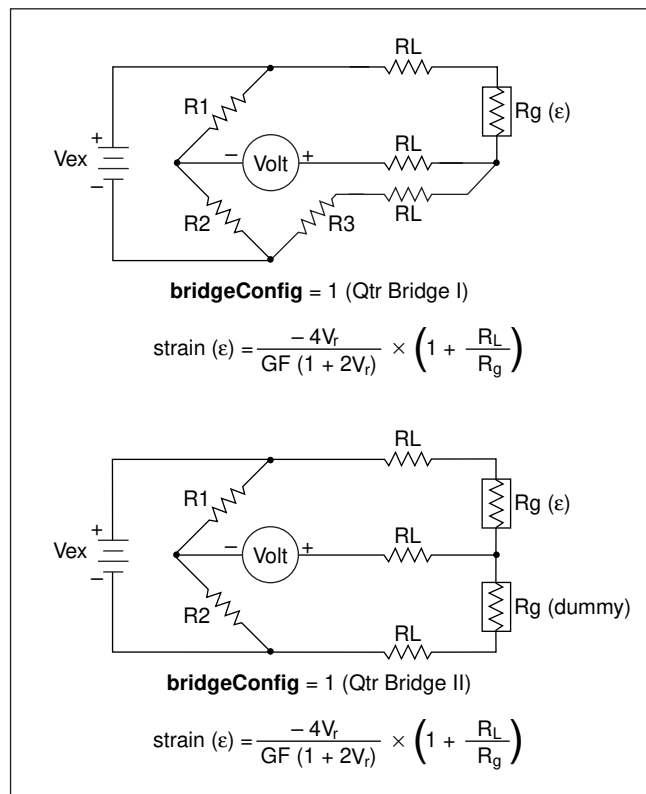 RL
R1
Rg (ε)
Vex
+
–
– Volt +
RL
R2
R3
RL
bridgeConfig = 1 (Qtr Bridge I)
strain (ε) = – 4Vr / GF (1 + 2Vr) × (1 + RL / Rg)
RL
R1
Rg (ε)
Vex
+
–
– Volt +
RL
R2
Rg (dummy)
RL
bridgeConfig = 1 (Qtr Bridge II)
strain (ε) = – 4Vr / GF (1 + 2Vr) × (1 + RL / Rg)